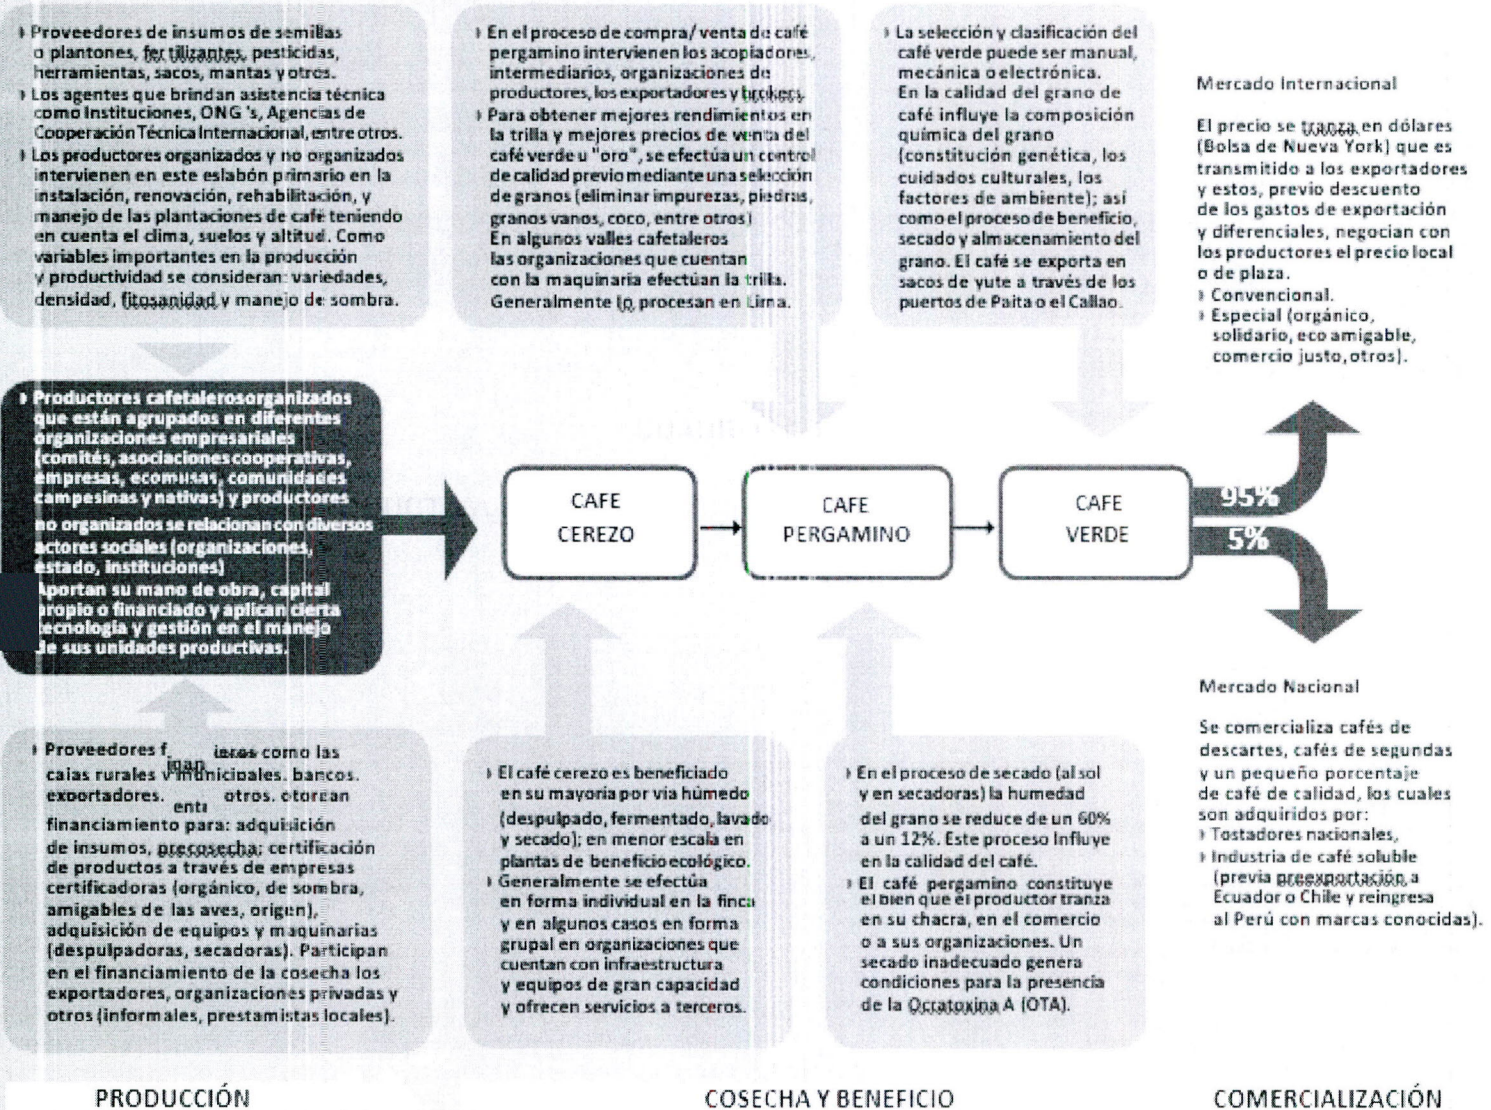 › Proveedores de insumos de semillas
o plantones, fertilizantes, pesticidas,
herramientas, sacos, mantas y otros.
› Los agentes que brindan asistencia técnica
como Instituciones, ONG 's, Agencias de
Cooperación Técnica Internacional, entre otros.
› Los productores organizados y no organizados
intervienen en este eslabón primario en la
instalación, renovación, rehabilitación, y
manejo de las plantaciones de café teniendo
en cuenta el clima, suelos y altitud. Como
variables importantes en la producción
y productividad se consideran: variedades,
densidad, fitosanidad y manejo de sombra.
› En el proceso de compra/ venta de café
pergamino intervienen los acopiadores,
intermediarios, organizaciones de
productores, los exportadores y brokers.
› Para obtener mejores rendimientos en
la trilla y mejores precios de venta del
café verde u "oro", se efectúa un control
de calidad previo mediante una selección
de granos (eliminar impurezas, piedras,
granos vanos, coco, entre otros)
En algunos valles cafetaleros
las organizaciones que cuentan
con la maquinaria efectúan la trilla.
Generalmente lo procesan en Lima.
› La selección y clasificación del
café verde puede ser manual,
mecánica o electrónica.
En la calidad del grano de
café influye la composición
química del grano
(constitución genética, los
cuidados culturales, los
factores de ambiente); así
como el proceso de beneficio,
secado y almacenamiento del
grano. El café se exporta en
sacos de yute a través de los
puertos de Paita o el Callao.
Mercado Internacional
El precio se tranza en dólares
(Bolsa de Nueva York) que es
transmitido a los exportadores
y estos, previo descuento
de los gastos de exportación
y diferenciales, negocian con
los productores el precio local
o de plaza.
› Convencional.
› Especial (orgánico,
solidario, eco amigable,
comercio justo, otros).
› Productores cafetalerosorganizados
que están agrupados en diferentes
organizaciones empresariales
(comités, asociaciones cooperativas,
empresas, ecomusas, comunidades
campesinas y nativas) y productores
no organizados se relacionan con diversos
actores sociales (organizaciones,
estado, instituciones)
Aportan su mano de obra, capital
propio o financiado y aplican cierta
tecnología y gestión en el manejo
de sus unidades productivas.
CAFE
CEREZO
CAFE
PERGAMINO
CAFE
VERDE
95%
5%
› Proveedores f inan ieros como las
cajas rurales y municipales, bancos,
exportadores, entr otros, otorgan
financiamiento para: adquisición
de insumos, precosecha; certificación
de productos a través de empresas
certificadoras (orgánico, de sombra,
amigables de las aves, origen),
adquisición de equipos y maquinarias
(despulpadoras, secadoras). Participan
en el financiamiento de la cosecha los
exportadores, organizaciones privadas y
otros (informales, prestamistas locales).
› El café cerezo es beneficiado
en su mayoría por vía húmedo
(despulpado, fermentado, lavado
y secado); en menor escala en
plantas de beneficio ecológico.
› Generalmente se efectúa
en forma individual en la finca
y en algunos casos en forma
grupal en organizaciones que
cuentan con infraestructura
y equipos de gran capacidad
y ofrecen servicios a terceros.
› En el proceso de secado (al sol
y en secadoras) la humedad
del grano se reduce de un 60%
a un 12%. Este proceso Influye
en la calidad del café.
› El café pergamino constituye
el bien que el productor tranza
en su chacra, en el comercio
o a sus organizaciones. Un
secado inadecuado genera
condiciones para la presencia
de la Ocratoxina A (OTA).
Mercado Nacional
Se comercializa cafés de
descartes, cafés de segundas
y un pequeño porcentaje
de café de calidad, los cuales
son adquiridos por:
› Tostadores nacionales,
› Industria de café soluble
(previa preexportación a
Ecuador o Chile y reingresa
al Perú con marcas conocidas).
PRODUCCIÓN
COSECHA Y BENEFICIO
COMERCIALIZACIÓN